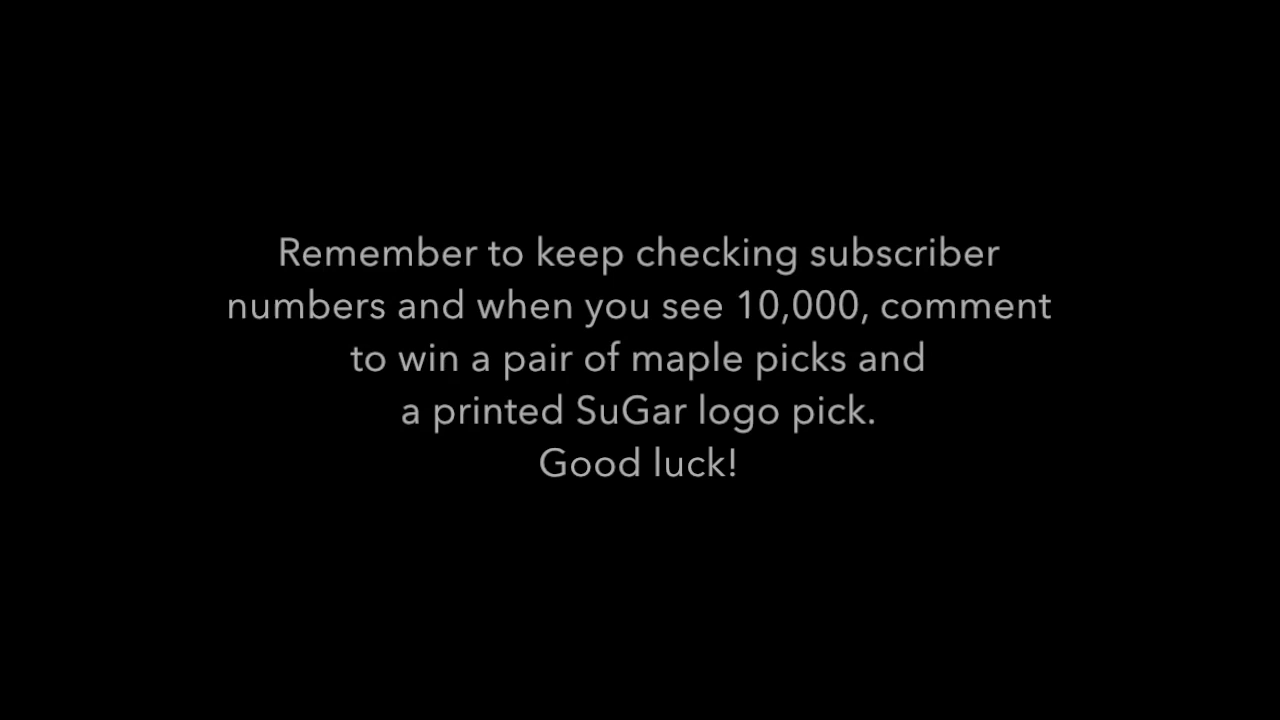 Remember to keep checking subscriber
numbers and when you see 10,000, comment
to win a pair of maple picks and
a printed SuGar logo pick.
Good luck!